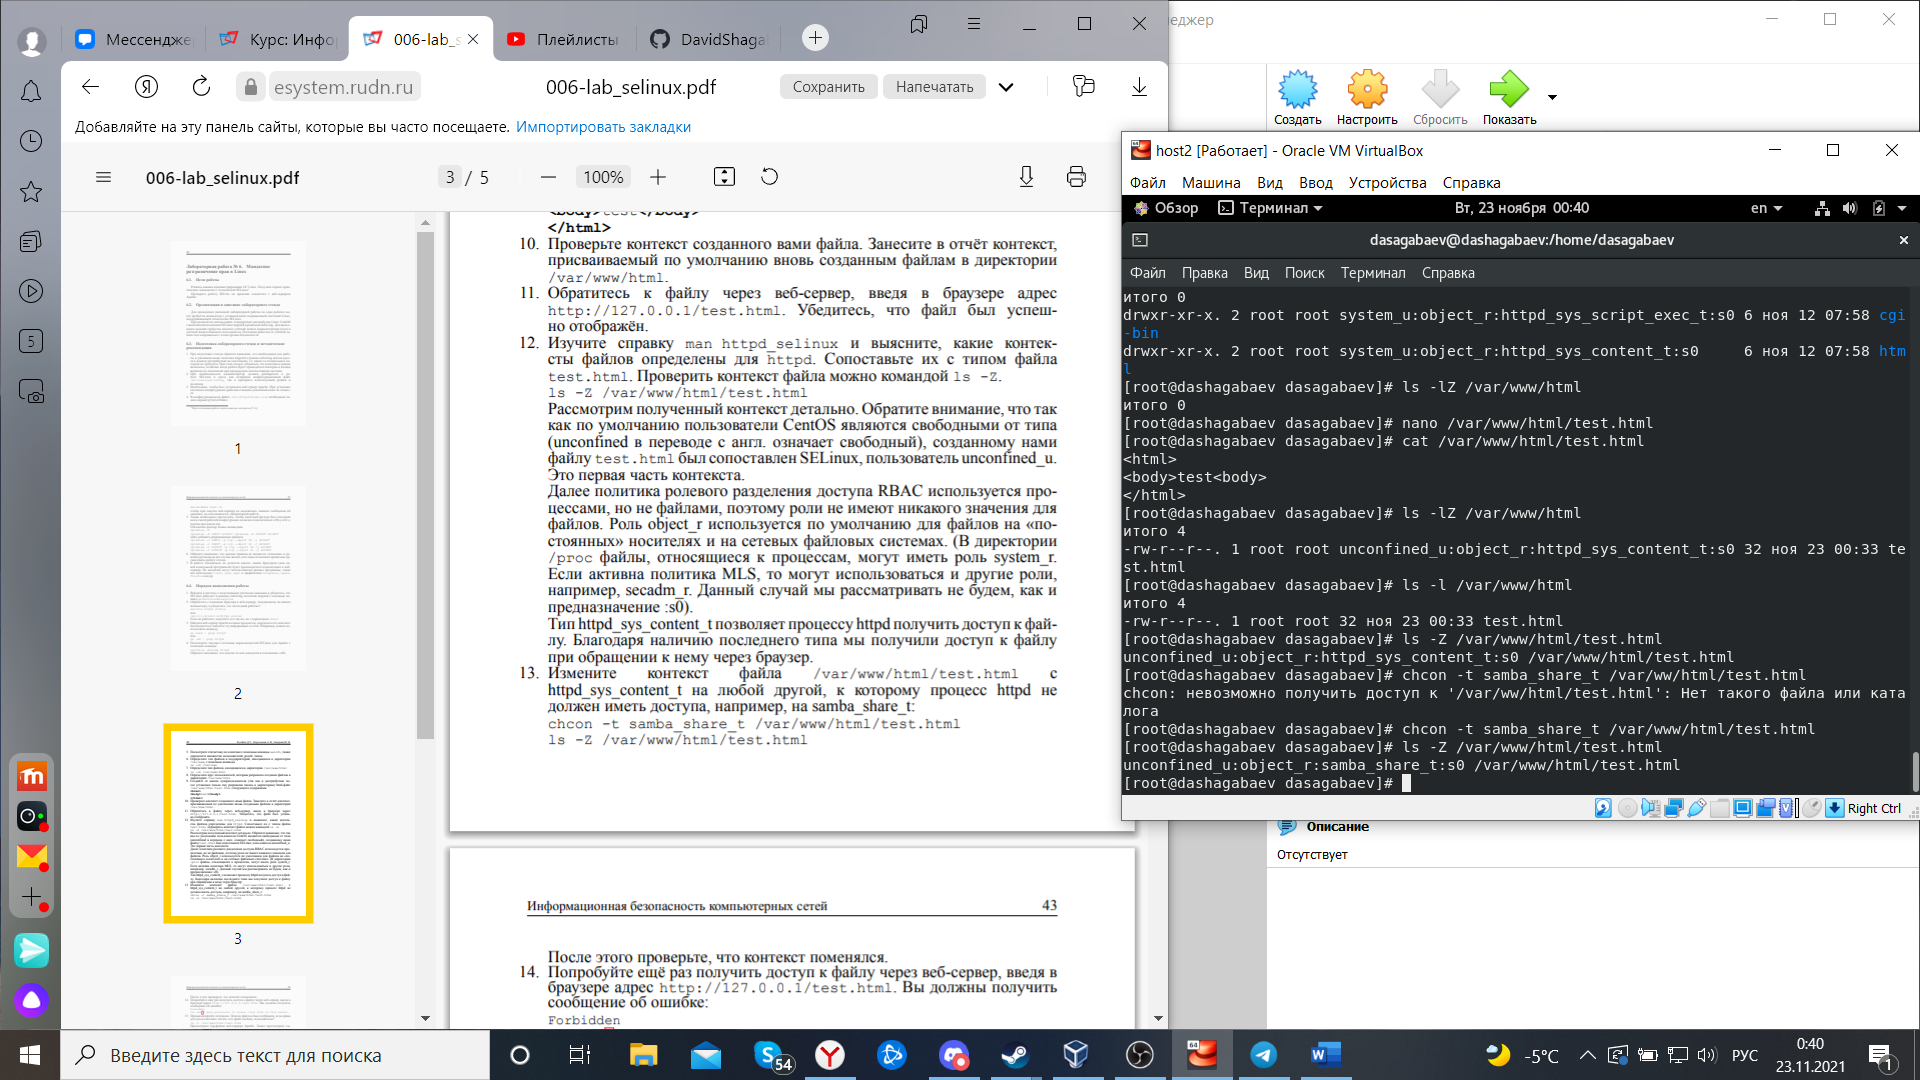 Мессендже
Курс: Инфо
006-lab_s
Плейлисты
DavidShaga
еджер
esystem.rudn.ru
006-lab_selinux.pdf
Сохранить
Напечатать
Добавляйте на эту панель сайты, которые вы часто посещаете. Импортировать закладки
006-lab_selinux.pdf
3 / 5
100%
1
2
3
5
<body>test</body>
</html>
10. Проверьте контекст созданного вами файла. Занесите в отчёт контекст,
присваиваемый по умолчанию вновь созданным файлам в директории
/var/www/html.
11. Обратитесь к файлу через веб-сервер, введя в браузере адрес
http://127.0.0.1/test.html. Убедитесь, что файл был успеш-
но отображён.
12. Изучите справку man httpd_selinux и выясните, какие контек-
сты файлов определены для httpd. Сопоставьте их с типом файла
test.html. Проверить контекст файла можно командой ls -Z.
ls -Z /var/www/html/test.html
Рассмотрим полученный контекст детально. Обратите внимание, что так
как по умолчанию пользователи CentOS являются свободными от типа
(unconfined в переводе с англ. означает свободный), созданному нами
файлу test.html был сопоставлен SELinux, пользователь unconfined_u.
Это первая часть контекста.
Далее политика ролевого разделения доступа RBAC используется про-
цессами, но не файлами, поэтому роли не имеют никакого значения для
файлов. Роль object_r используется по умолчанию для файлов на «по-
стоянных» носителях и на сетевых файловых системах. (В директории
/proc файлы, относящиеся к процессам, могут иметь роль system_r.
Если активна политика MLS, то могут использоваться и другие роли,
например, secadm_r. Данный случай мы рассматривать не будем, как и
предназначение :s0).
Тип httpd_sys_content_t позволяет процессу httpd получить доступ к фай-
лу. Благодаря наличию последнего типа мы получили доступ к файлу
при обращении к нему через браузер.
13. Измените контекст файла /var/www/html/test.html с
httpd_sys_content_t на любой другой, к которому процесс httpd не
должен иметь доступа, например, на samba_share_t:
chcon -t samba_share_t /var/www/html/test.html
ls -Z /var/www/html/test.html
Информационная безопасность компьютерных сетей 43
После этого проверьте, что контекст поменялся.
14. Попробуйте ещё раз получить доступ к файлу через веб-сервер, введя в
браузере адрес http://127.0.0.1/test.html. Вы должны получить
сообщение об ошибке:
Forbidden
Создать
Настроить
Сбросить
Показать
host2 [Работает] - Oracle VM VirtualBox
Файл Машина Вид Ввод Устройства Справка
Обзор Терминал Вт, 23 ноября 00:40 en
dasagabaev@dashagabaev:/home/dasagabaev
Файл Правка Вид Поиск Терминал Справка
итого 0
drwxr-xr-x. 2 root root system_u:object_r:httpd_sys_script_exec_t:s0 6 ноя 12 07:58 cgi
-bin
drwxr-xr-x. 2 root root system_u:object_r:httpd_sys_content_t:s0 6 ноя 12 07:58 htm
l
[root@dashagabaev dasagabaev]# ls -lZ /var/www/html
итого 0
[root@dashagabaev dasagabaev]# nano /var/www/html/test.html
[root@dashagabaev dasagabaev]# cat /var/www/html/test.html
<html>
<body>test<body>
</html>
[root@dashagabaev dasagabaev]# ls -lZ /var/www/html
итого 4
-rw-r--r--. 1 root root unconfined_u:object_r:httpd_sys_content_t:s0 32 ноя 23 00:33 te
st.html
[root@dashagabaev dasagabaev]# ls -l /var/www/html
итого 4
-rw-r--r--. 1 root root 32 ноя 23 00:33 test.html
[root@dashagabaev dasagabaev]# ls -Z /var/www/html/test.html
unconfined_u:object_r:httpd_sys_content_t:s0 /var/www/html/test.html
[root@dashagabaev dasagabaev]# chcon -t samba_share_t /var/ww/html/test.html
chcon: невозможно получить доступ к '/var/ww/html/test.html': Нет такого файла или ката
лога
[root@dashagabaev dasagabaev]# chcon -t samba_share_t /var/www/html/test.html
[root@dashagabaev dasagabaev]# ls -Z /var/www/html/test.html
unconfined_u:object_r:samba_share_t:s0 /var/www/html/test.html
[root@dashagabaev dasagabaev]#
Right Ctrl
Описание
Отсутствует
Введите здесь текст для поиска
54
64
-5°C
РУС
0:40
23.11.2021
1